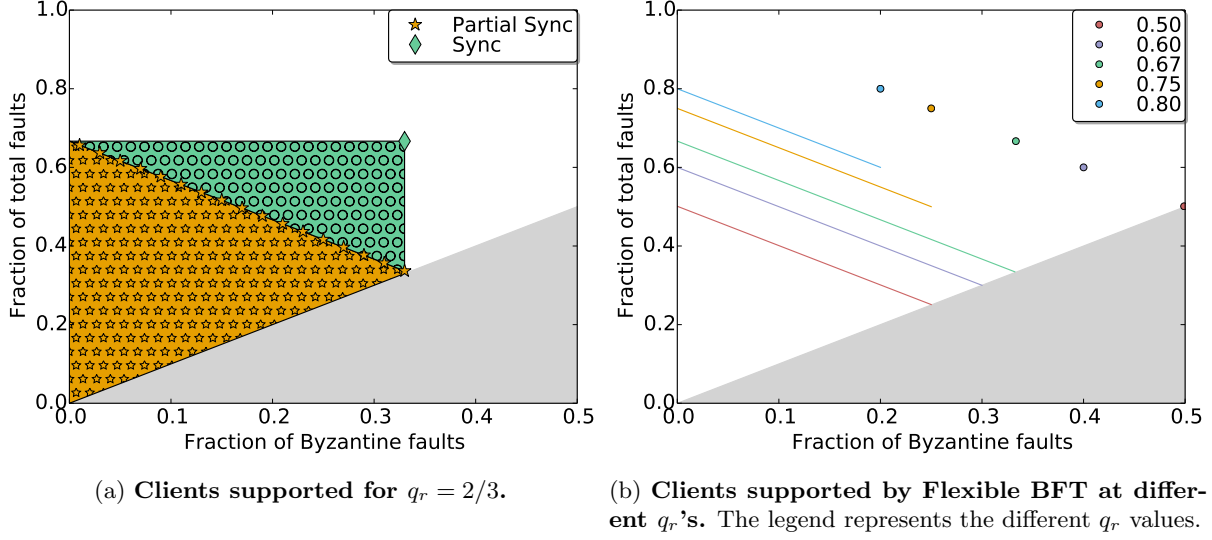 1.0
0.8
0.6
0.4
0.2
0.0
Fraction of total faults
Partial Sync
Sync
0.0 0.1 0.2 0.3 0.4 0.5
Fraction of Byzantine faults
(a) Clients supported for q_r = 2/3.
1.0
0.8
0.6
0.4
0.2
0.0
Fraction of total faults
0.50
0.60
0.67
0.75
0.80
0.0 0.1 0.2 0.3 0.4 0.5
Fraction of Byzantine faults
(b) Clients supported by Flexible BFT at differ-
ent q_r's. The legend represents the different q_r values.